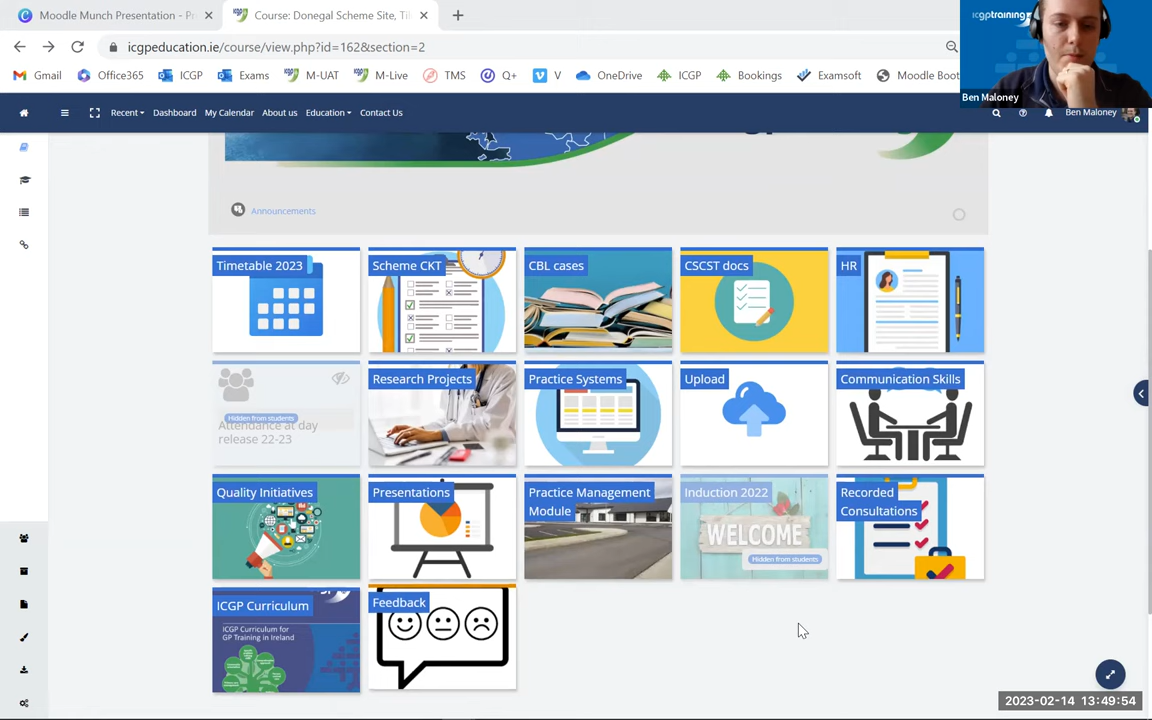 Moodle Munch Presentation - Pr
Course: Donegal Scheme Site, Til
icgpeducation.ie/course/view.php?id=162&section=2
Gmail
Office365
ICGP
Exams
M-UAT
M-Live
TMS
Q+
V
OneDrive
ICGP
Bookings
Examsoft
Moodle Boot
icgptraining
Ben Maloney
Recent
Dashboard
My Calendar
About us
Education
Contact Us
Ben Maloney
Announcements
Timetable 2023
Scheme CKT
CBL cases
CSCST docs
HR
Hidden from students
Attendance at day
release 22-23
Research Projects
Practice Systems
Upload
Communication Skills
Quality Initiatives
Presentations
Practice Management
Module
Induction 2022
WELCOME
Hidden from students
Recorded
Consultations
ICGP Curriculum
ICGP Curriculum for
GP Training in Ireland
Feedback
2023-02-14 13:49:54